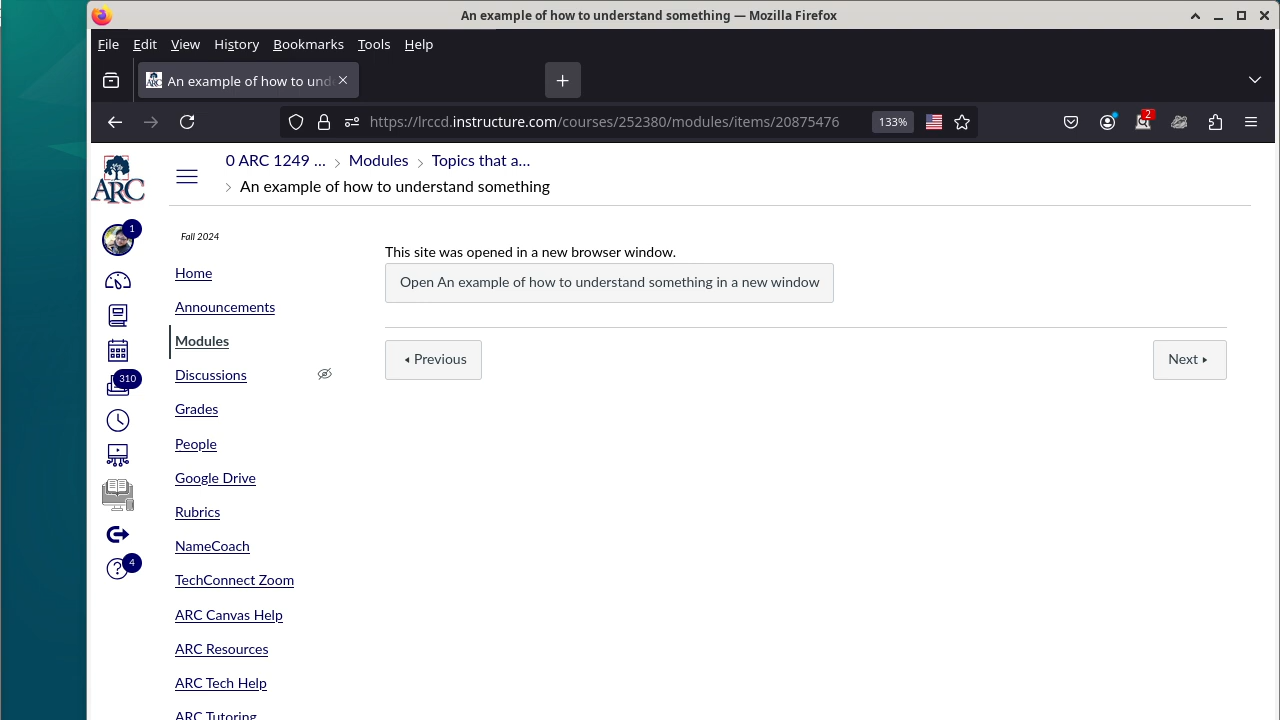 An example of how to understand something — Mozilla Firefox
File Edit View History Bookmarks Tools Help
An example of how to unde
https://lrccd.instructure.com/courses/252380/modules/items/20875476 133% 2
ARC 0 ARC 1249 ... Modules Topics that a...
An example of how to understand something
1
310
4
Fall 2024
Home
Announcements
Modules
Discussions
Grades
People
Google Drive
Rubrics
NameCoach
TechConnect Zoom
ARC Canvas Help
ARC Resources
ARC Tech Help
ARC Tutoring
This site was opened in a new browser window.
Open An example of how to understand something in a new window
Previous Next